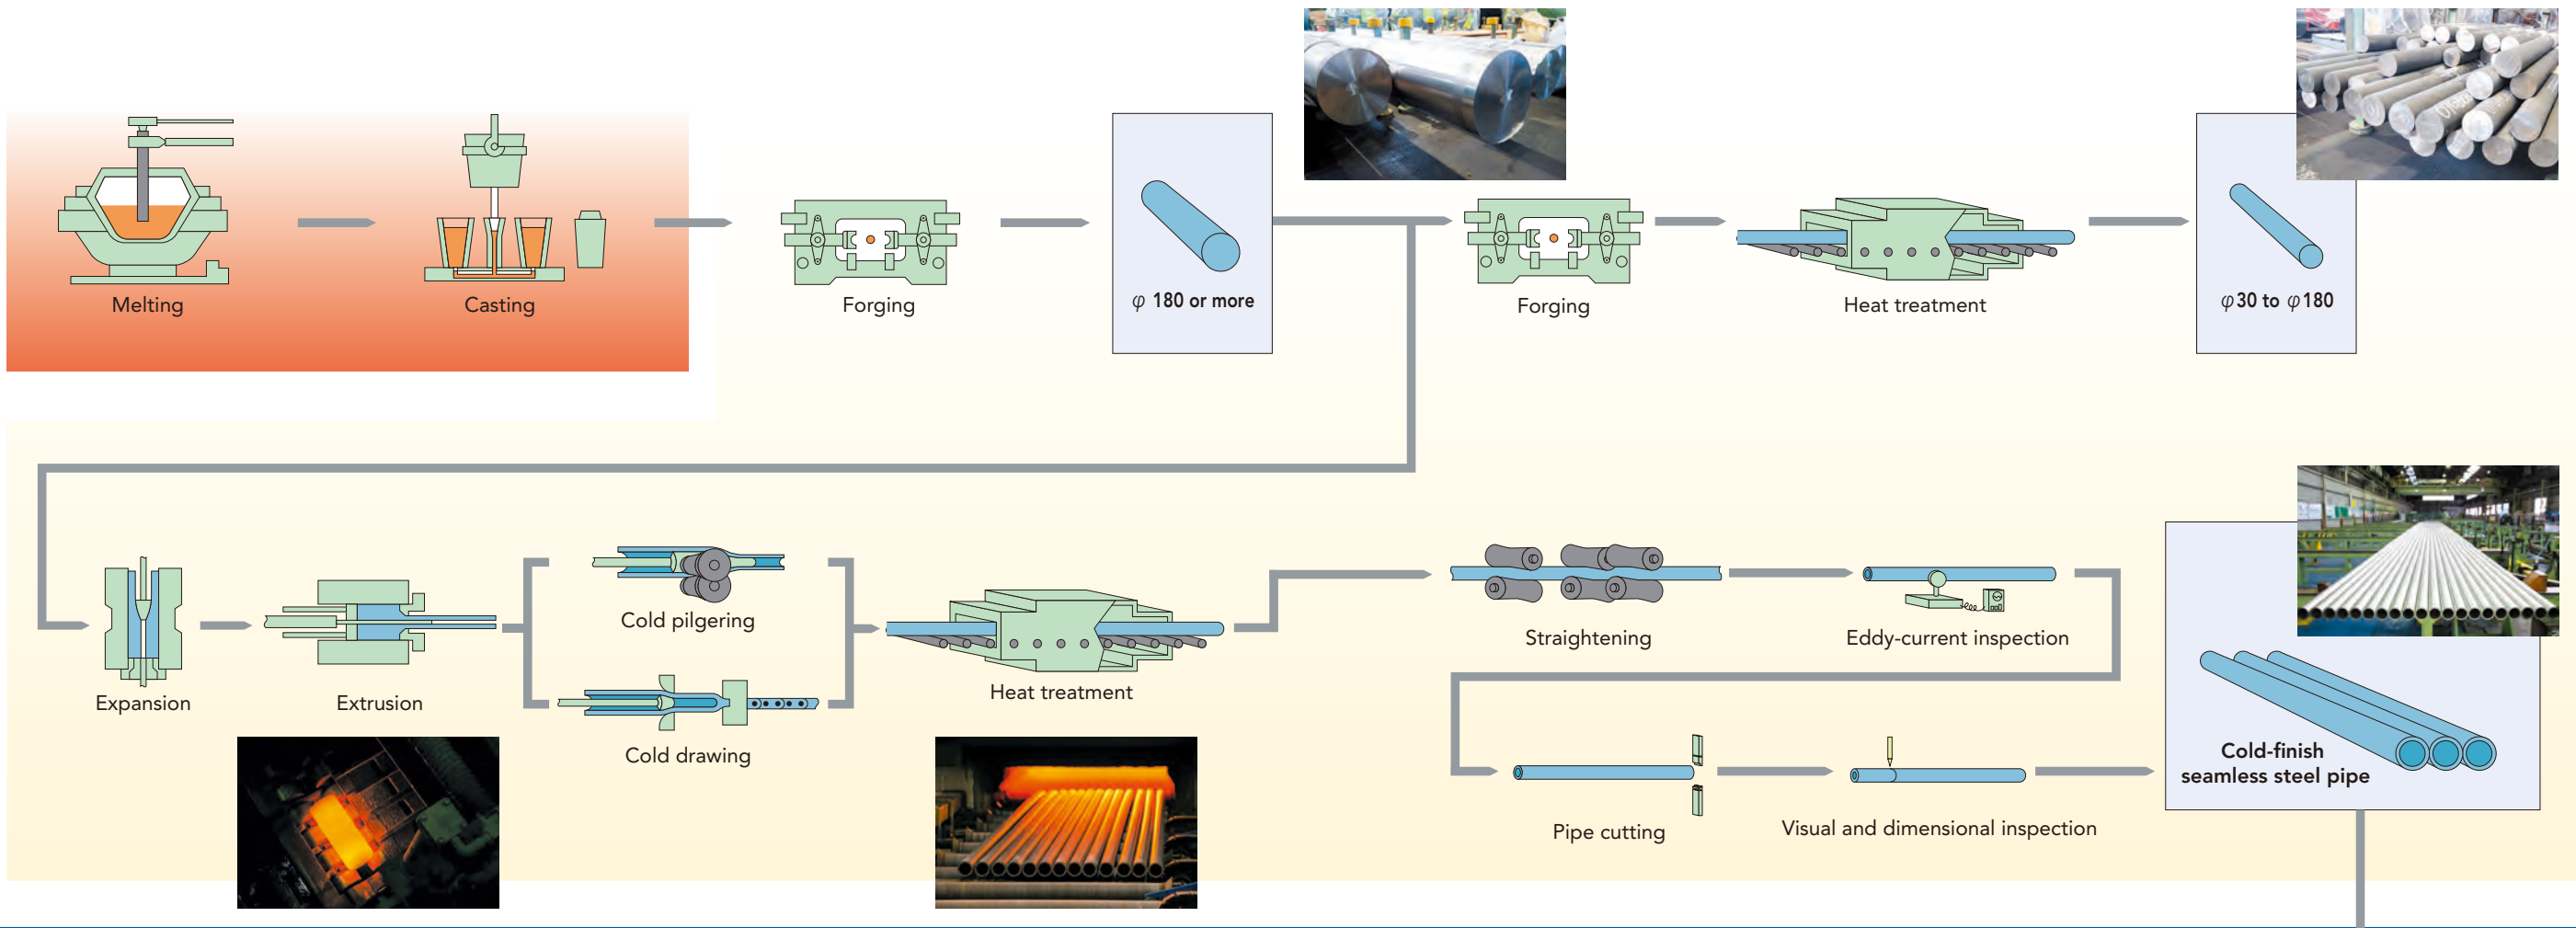 Melting
Casting
Forging
φ 180 or more
Forging
Heat treatment
φ30 to φ180
Expansion
Extrusion
Cold pilgering
Cold drawing
Heat treatment
Straightening
Eddy-current inspection
Pipe cutting
Visual and dimensional inspection
Cold-finish
seamless steel pipe